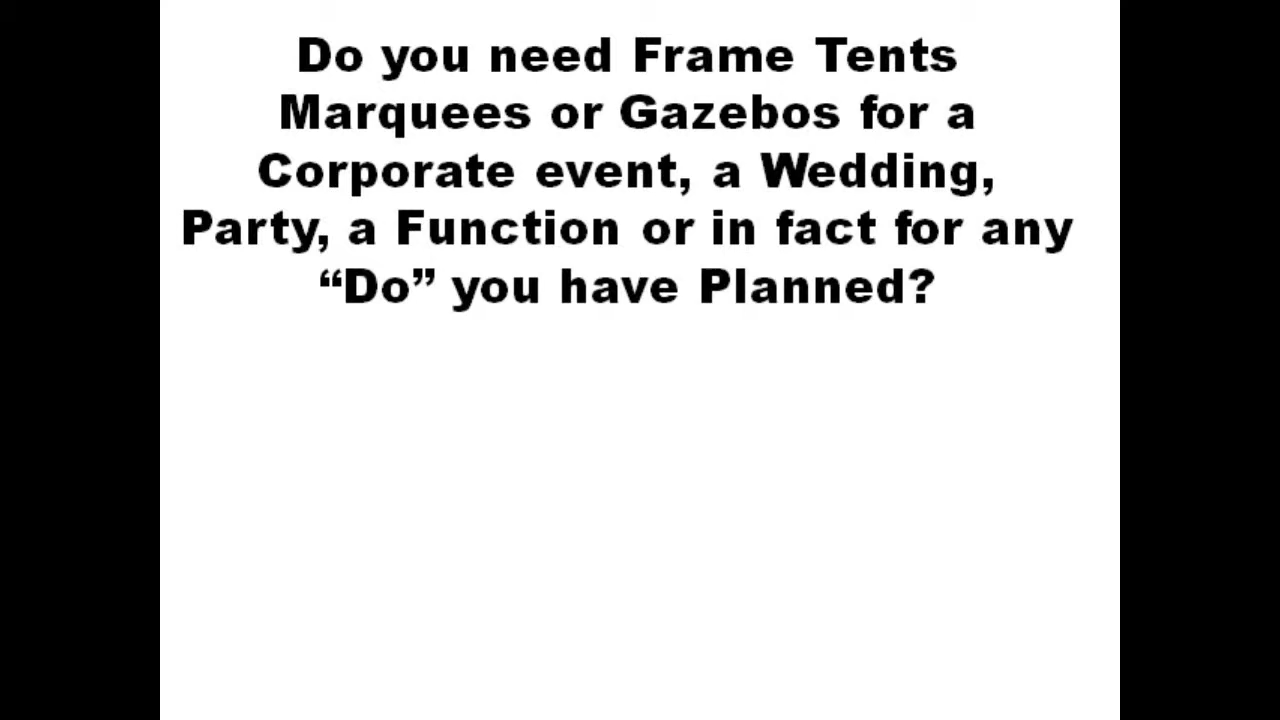 Do you need Frame Tents
Marquees or Gazebos for a
Corporate event, a Wedding,
Party, a Function or in fact for any
“Do” you have Planned?